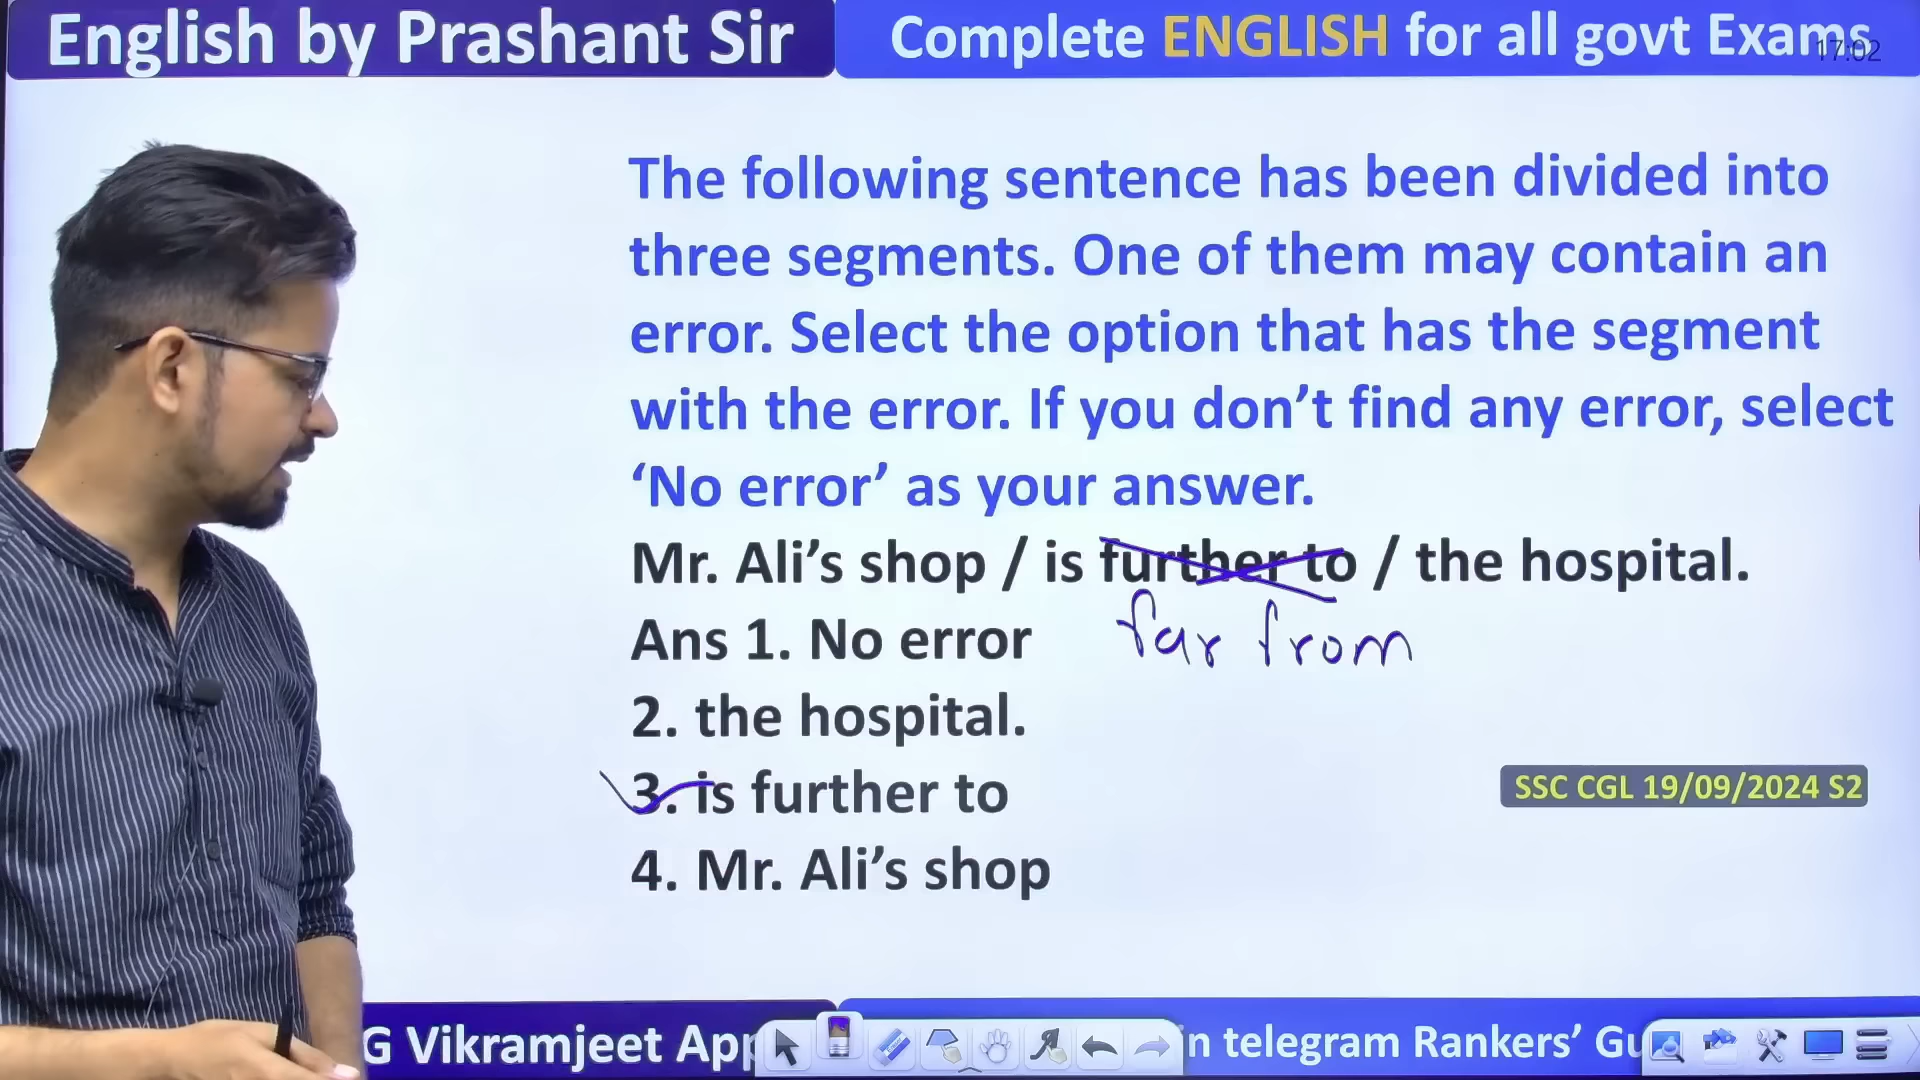 English by Prashant Sir
Complete ENGLISH for all govt Exams
17:02
The following sentence has been divided into
three segments. One of them may contain an
error. Select the option that has the segment
with the error. If you don’t find any error, select
‘No error’ as your answer.
Mr. Ali’s shop / is further to / the hospital.
far from
Ans 1. No error
2. the hospital.
3. is further to
4. Mr. Ali’s shop
SSC CGL 19/09/2024 S2
G Vikramjeet App
in telegram Rankers’ Gu